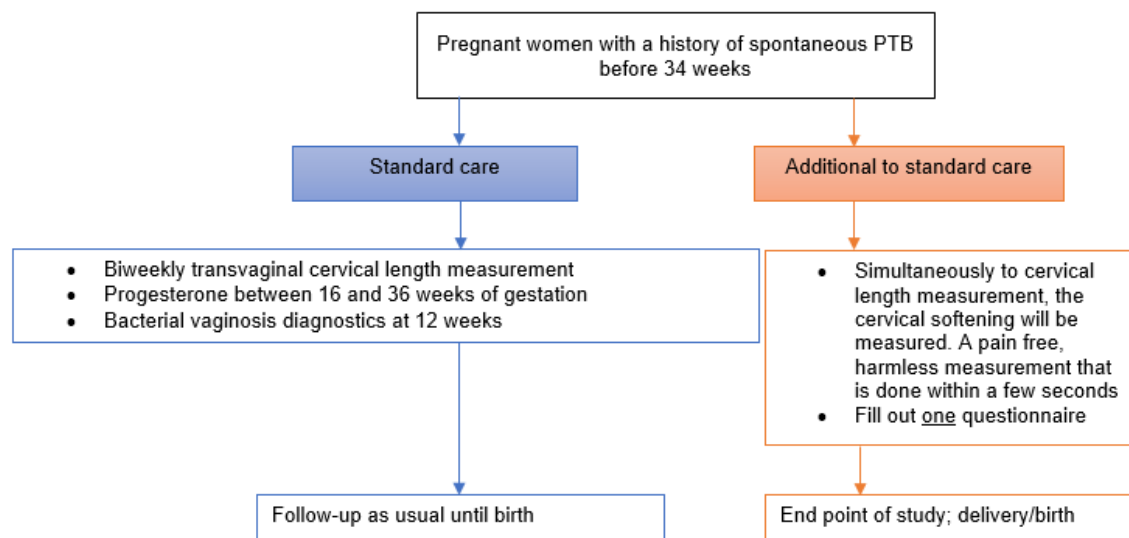 Pregnant women with a history of spontaneous PTB
before 34 weeks
Standard care
Additional to standard care
• Biweekly transvaginal cervical length measurement
• Progesterone between 16 and 36 weeks of gestation
• Bacterial vaginosis diagnostics at 12 weeks
• Simultaneously to cervical
length measurement, the
cervical softening will be
measured. A pain free,
harmless measurement that
is done within a few seconds
• Fill out one questionnaire
Follow-up as usual until birth
End point of study; delivery/birth